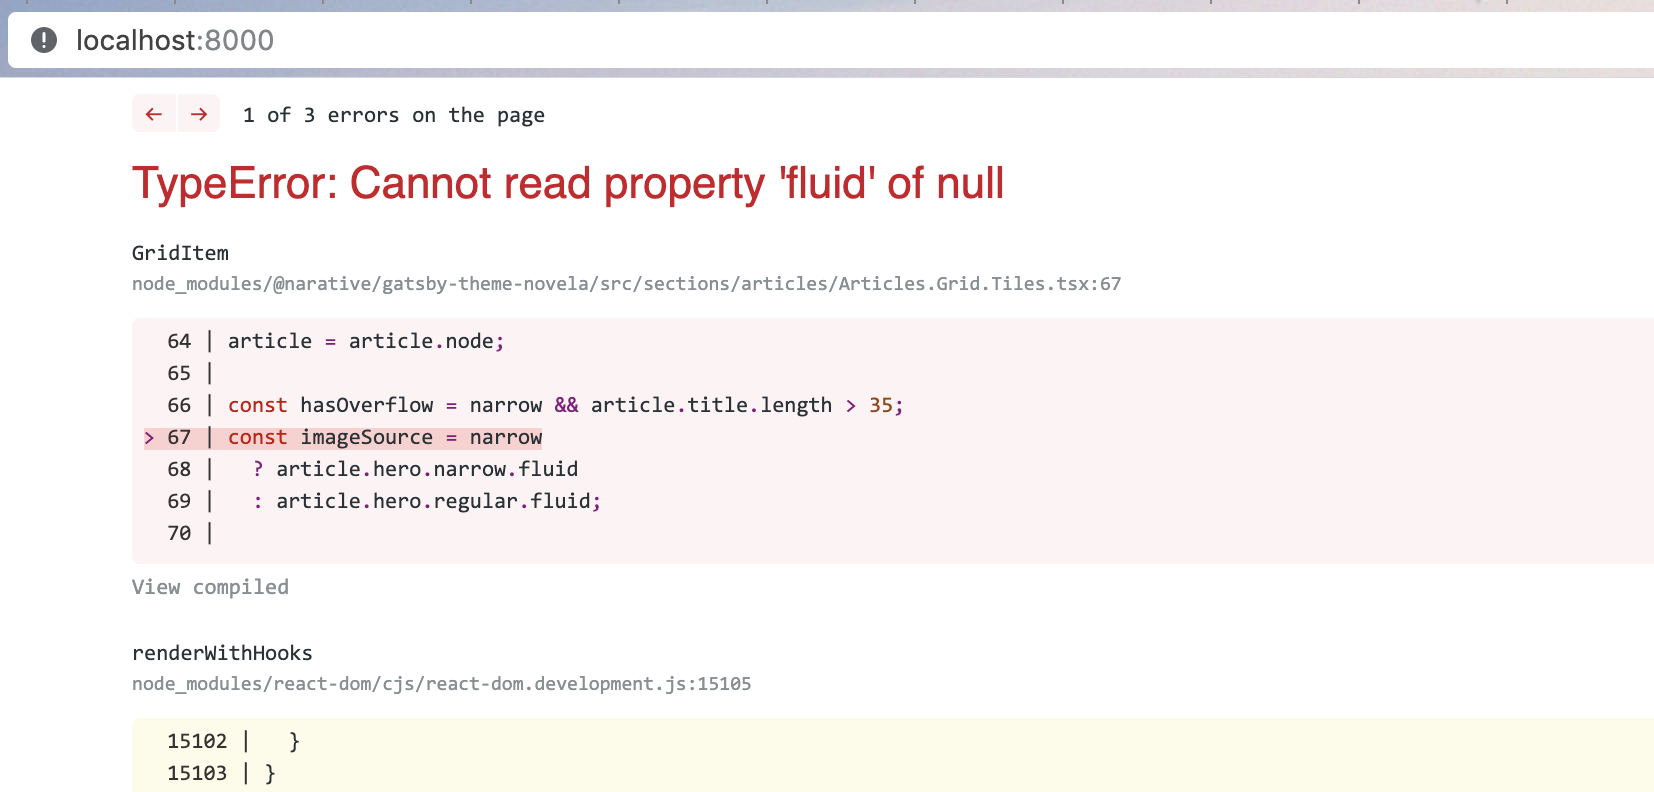 localhost:8000
← → 1 of 3 errors on the page
TypeError: Cannot read property 'fluid' of null
GridItem
node_modules/@narative/gatsby-theme-novela/src/sections/articles/Articles.Grid.Tiles.tsx:67
64 | article = article.node;
65 |
66 | const hasOverflow = narrow && article.title.length > 35;
> 67 | const imageSource = narrow
68 |   ? article.hero.narrow.fluid
69 |   : article.hero.regular.fluid;
70 |
View compiled
renderWithHooks
node_modules/react-dom/cjs/react-dom.development.js:15105
15102 |   }
15103 | }